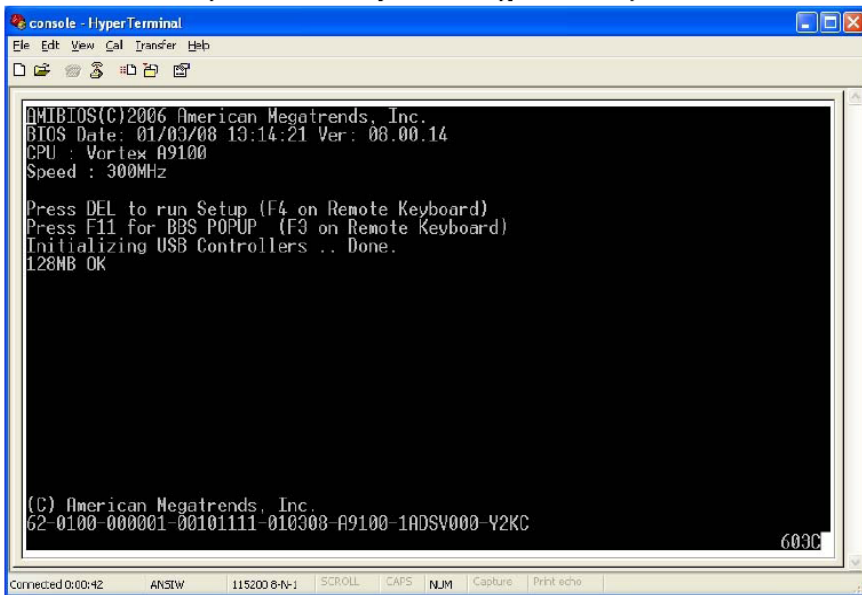 console - HyperTerminal
File Edit View Call Transfer Help
AMIBIOS(C)2006 American Megatrends, Inc.
BIOS Date: 01/03/08 13:14:21 Ver: 08.00.14
CPU : Vortex A9100
Speed : 300MHz
Press DEL to run Setup (F4 on Remote Keyboard)
Press F11 for BBS POPUP (F3 on Remote Keyboard)
Initializing USB Controllers .. Done.
128MB OK
(C) American Megatrends, Inc.
62-0100-000001-00101111-010308-A9100-1ADSV000-Y2KC
603C
Connected 0:00:42 ANSIW 115200 8-N-1 SCROLL CAPS NUM Capture Print echo